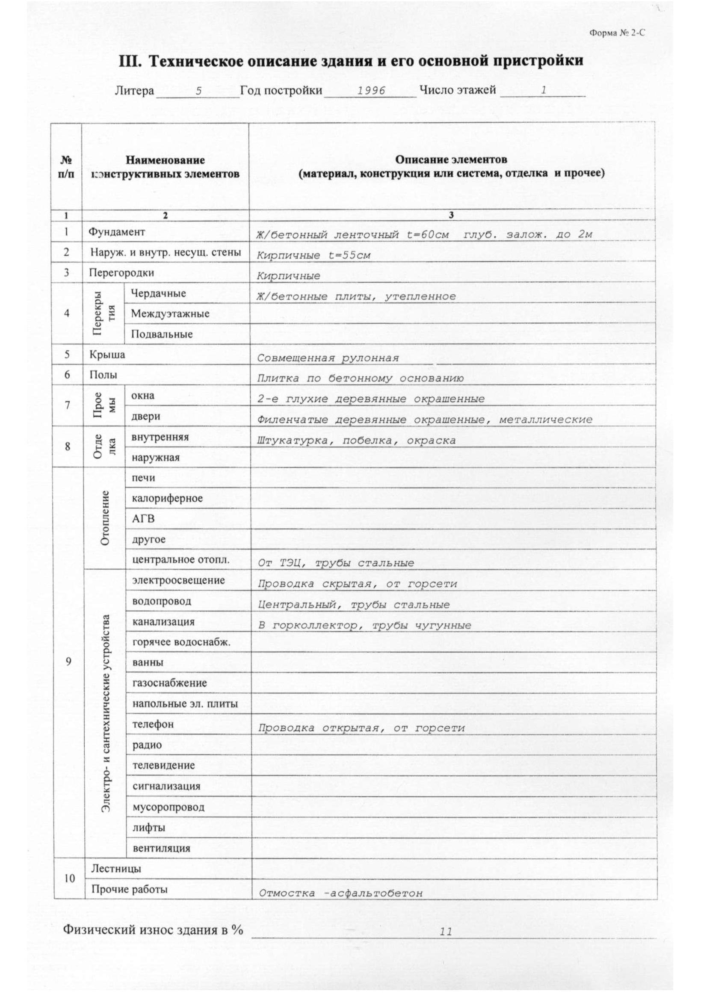 Форма № 2-С
III. Техническое описание здания и его основной пристройки
Литера 5 Год постройки 1996 Число этажей 1
№ п/п
Наименование конструктивных элементов
Описание элементов
(материал, конструкция или система, отделка и прочее)
1 2 3
1 Фундамент Ж/бетонный ленточный t=60см глуб. залож. до 2м
2 Наруж. и внутр. несущ. стены Кирпичные t=55см
3 Перегородки Кирпичные
4 Перекры тия
Чердачные Ж/бетонные плиты, утепленное
Междуэтажные
Подвальные
5 Крыша Совмещенная рулонная
6 Полы Плитка по бетонному основанию
7 Прое мы
окна 2-е глухие деревянные окрашенные
двери Филенчатые деревянные окрашенные, металлические
8 Отде лка
внутренняя Штукатурка, побелка, окраска
наружная
9 Отопление
печи
калориферное
АГВ
другое
центральное отопл. От ТЭЦ, трубы стальные
Электро- и сантехнические устройства
электроосвещение Проводка скрытая, от горсети
водопровод Центральный, трубы стальные
канализация В горколлектор, трубы чугунные
горячее водоснабж.
ванны
газоснабжение
напольные эл. плиты
телефон Проводка открытая, от горсети
радио
телевидение
сигнализация
мусоропровод
лифты
вентиляция
10 Лестницы
Прочие работы Отмостка -асфальтобетон
Физический износ здания в % 11